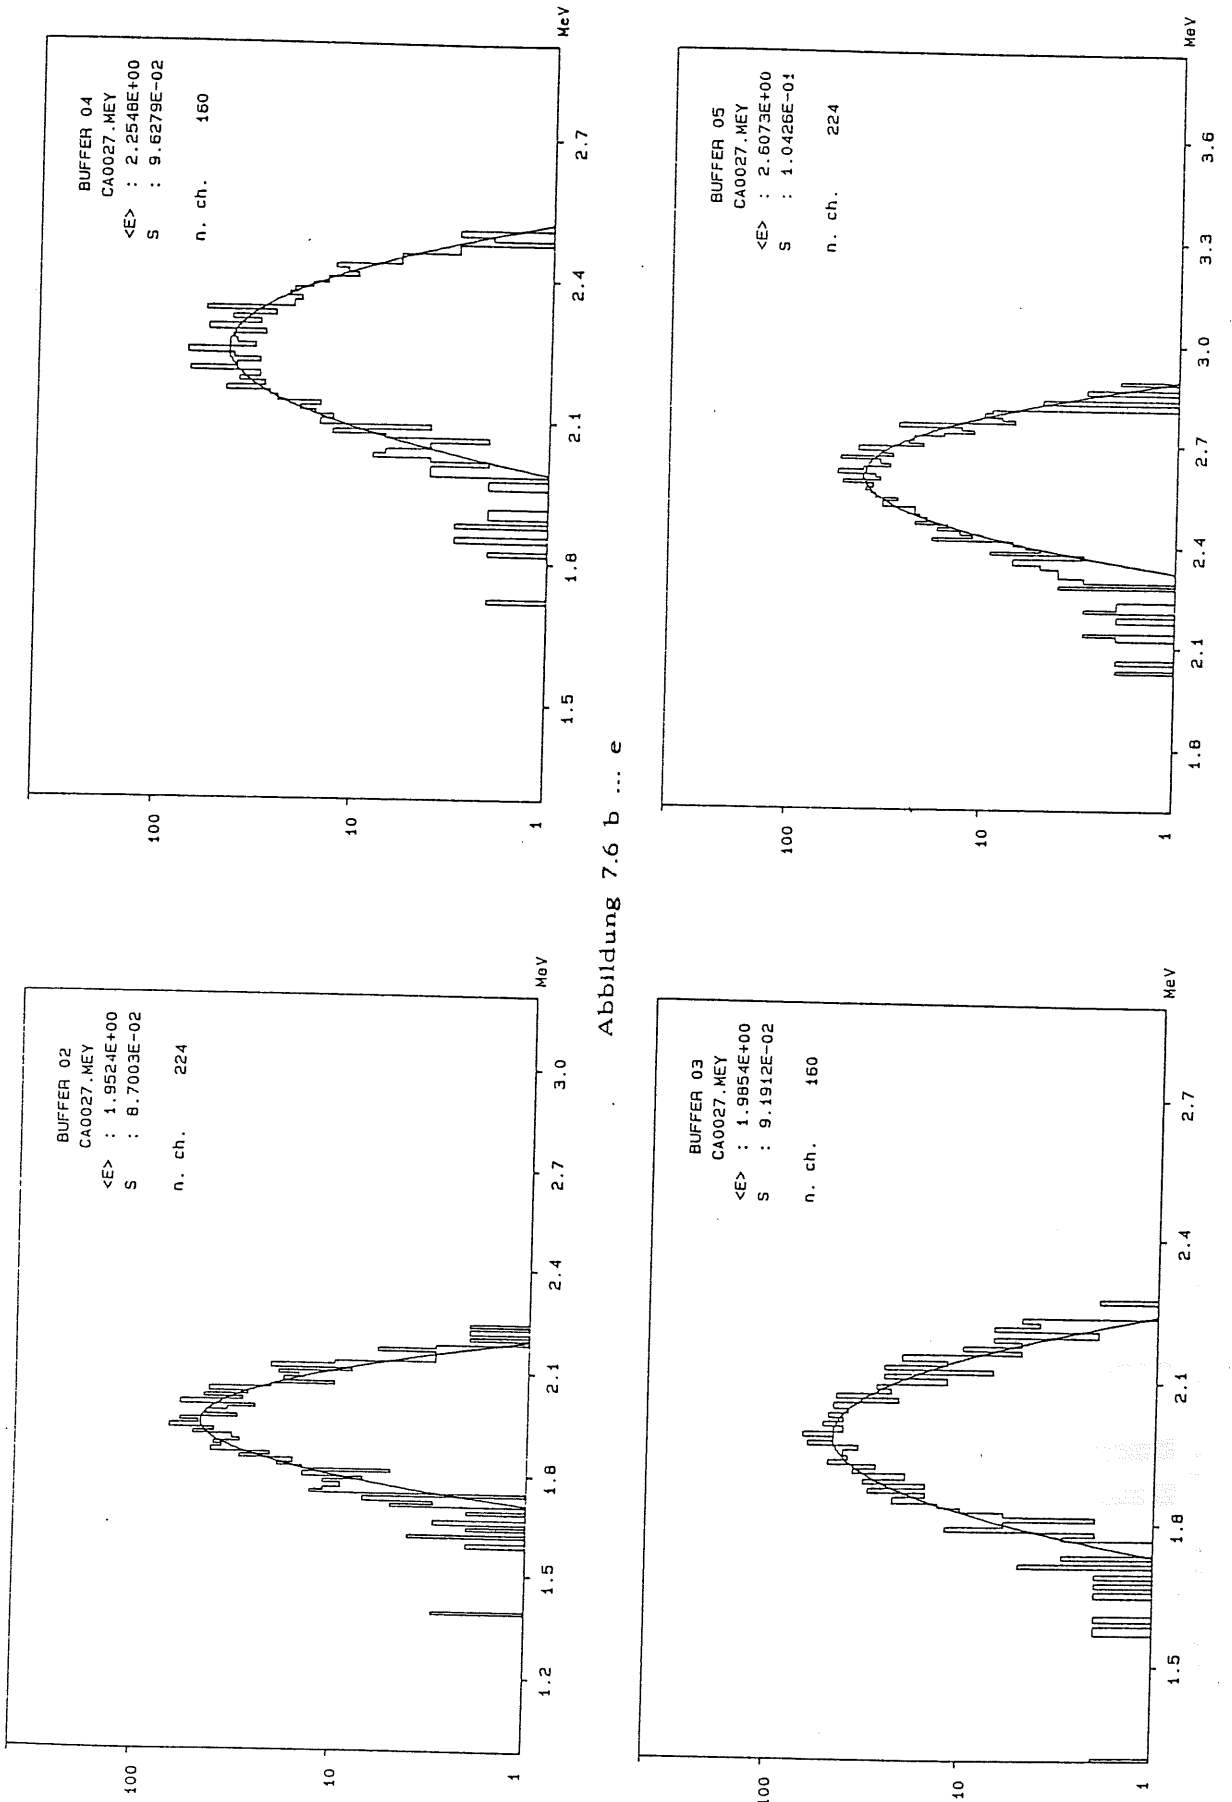 BUFFER 02
CA0027.MEY
<E> : 1.9524E+00
S : 8.7003E-02
n. ch. 224
100
10
1
1.2
1.5
1.8
2.1
2.4
2.7
3.0
MeV
BUFFER 04
CA0027.MEY
<E> : 2.2548E+00
S : 9.6279E-02
n. ch. 160
100
10
1
1.5
1.8
2.1
2.4
2.7
MeV
Abbildung 7.6 b ... e
BUFFER 03
CA0027.MEY
<E> : 1.9854E+00
S : 9.1912E-02
n. ch. 160
100
10
1
1.5
1.8
2.1
2.4
2.7
MeV
BUFFER 05
CA0027.MEY
<E> : 2.6073E+00
S : 1.0426E-01
n. ch. 224
100
10
1
1.8
2.1
2.4
2.7
3.0
3.3
3.6
MeV